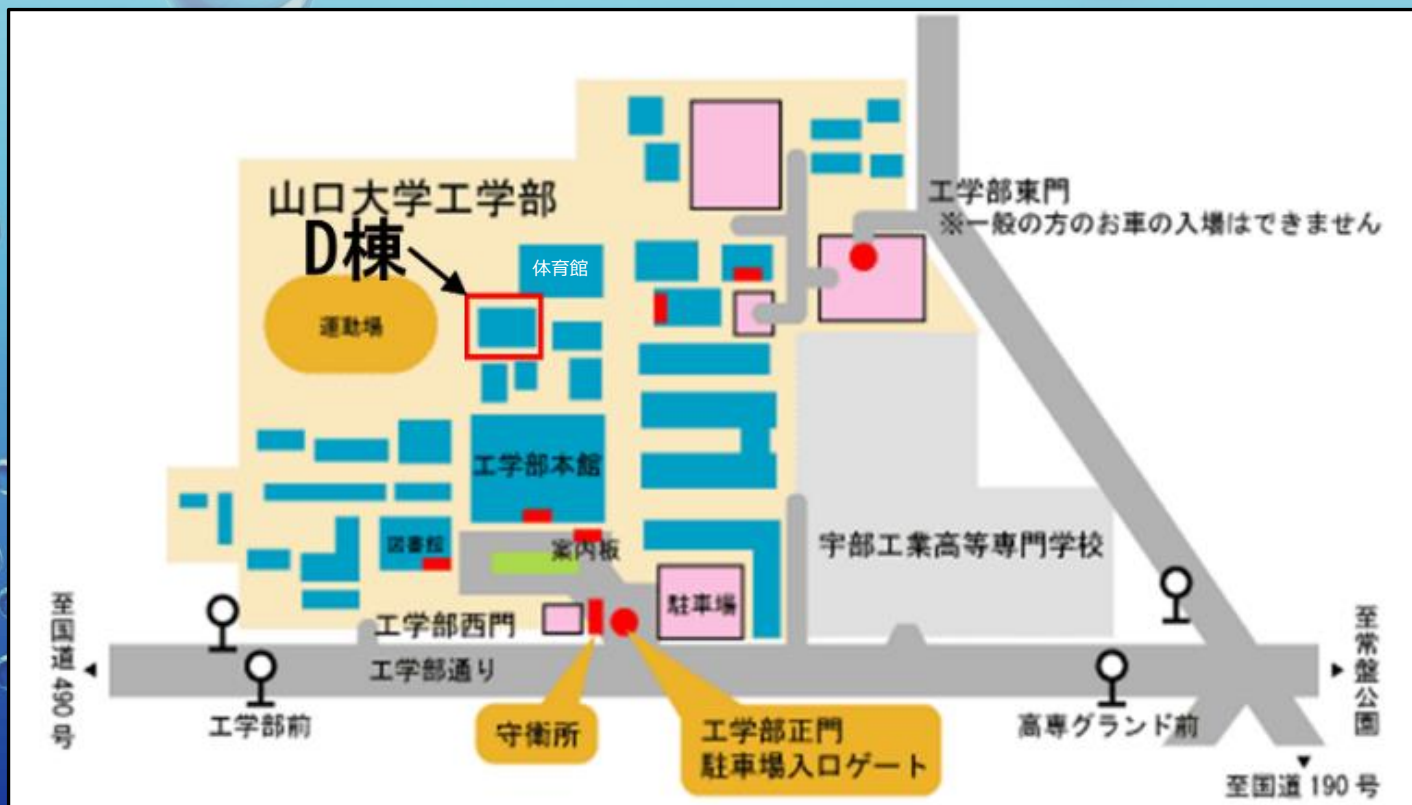 山口大学工学部
D棟
体育館
運動場
工学部東門
※一般の方のお車の入場はできません
工学部本館
図書館
案内板
宇部工業高等専門学校
駐車場
工学部西門
工学部通り
至国道490号
至常盤公園
工学部前
守衛所
工学部正門
駐車場入口ゲート
高専グランド前
至国道190号